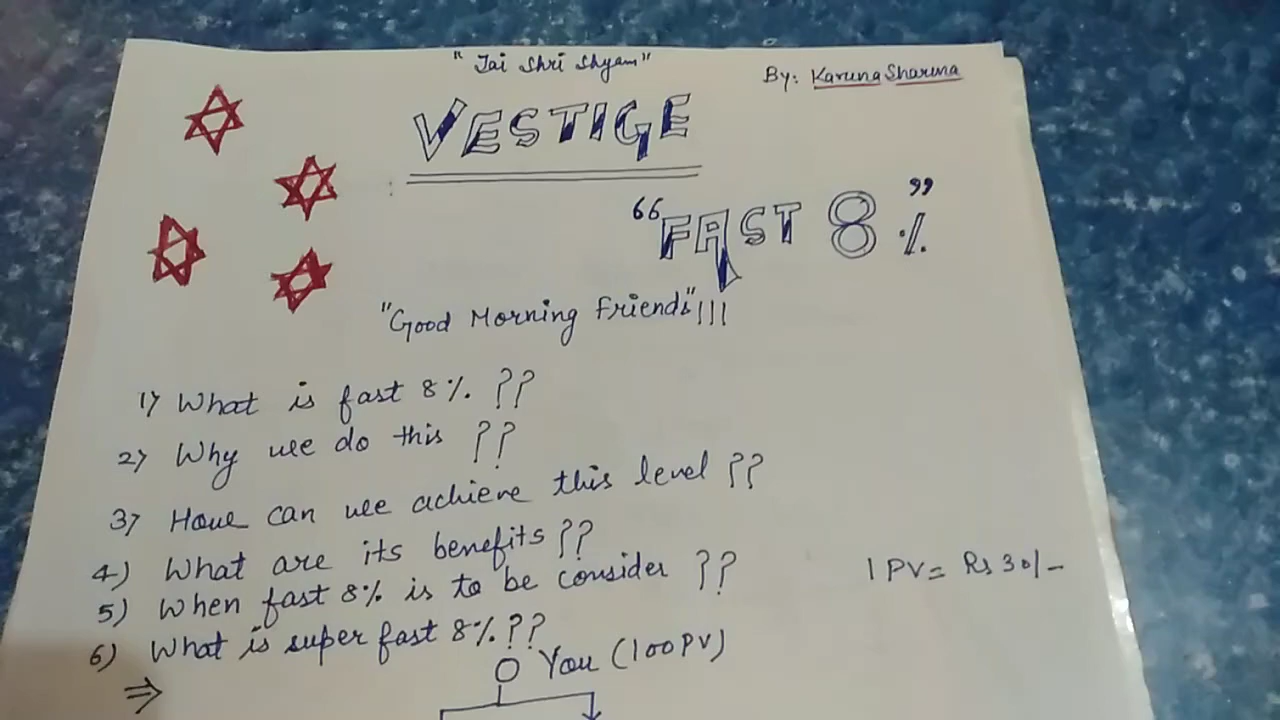 "Jai Shri Shyam"
By: Karuna Sharma
VESTIGE
"FAST 8%"
"Good Morning Friends"!!!
1) What is fast 8% ??
2) Why we do this ??
3) How can we achieve this level ??
4) What are its benefits ??
5) When fast 8% is to be consider ??
1 PV = Rs 30/-
6) What is super fast 8% ??
⇒ You (100PV)